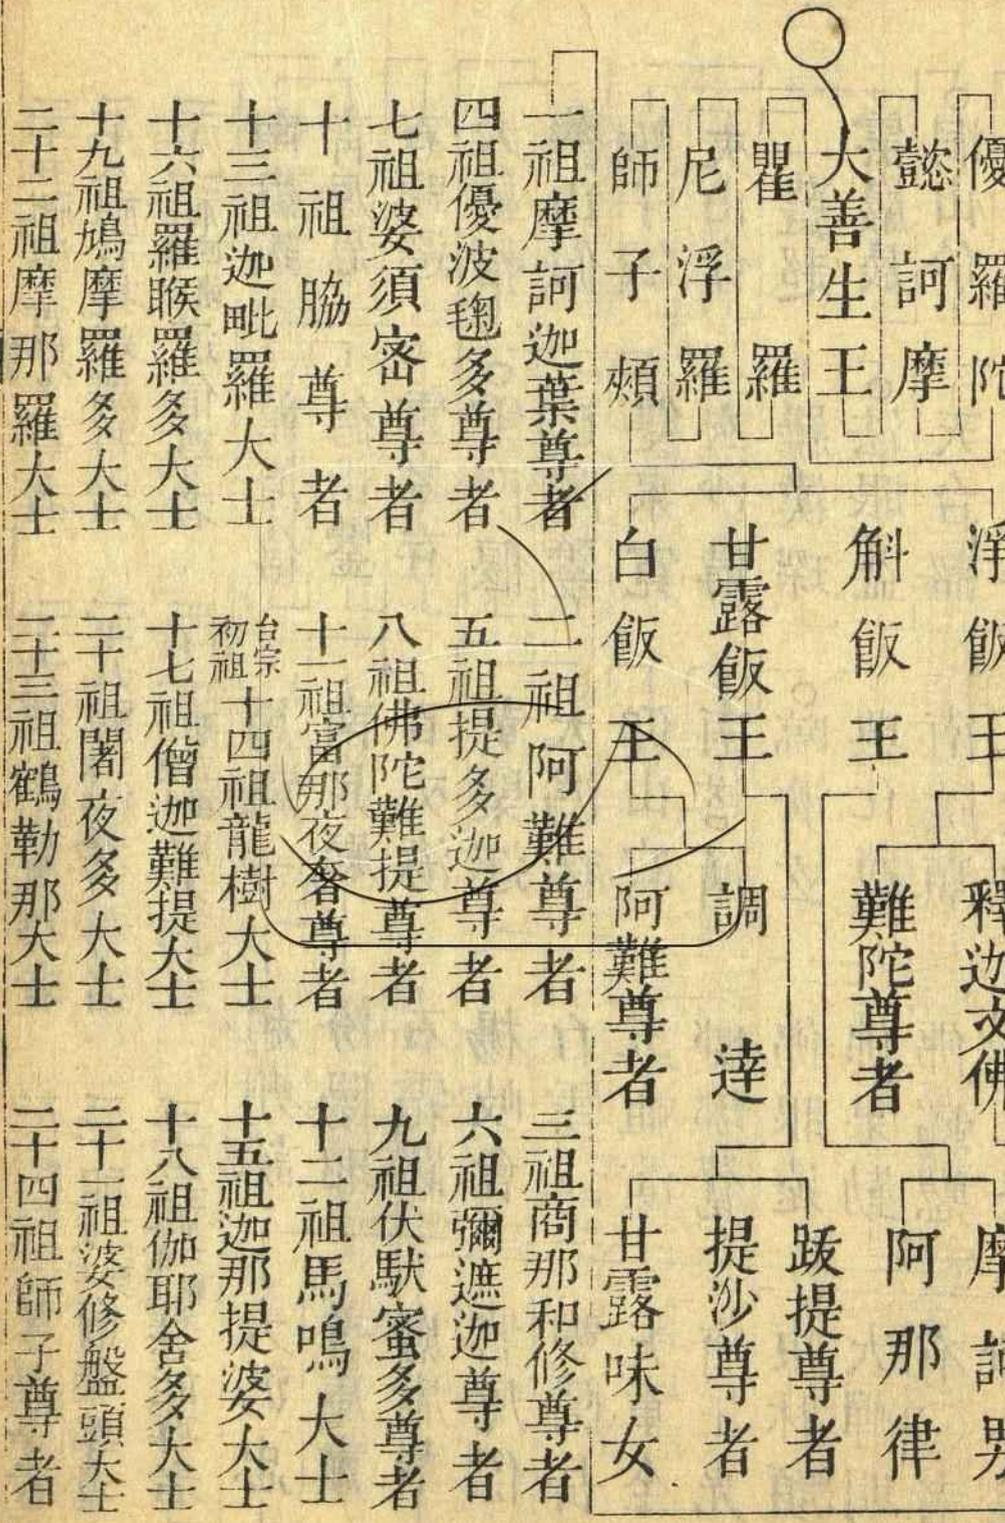 優羅陀
懿訶摩
大善生王
瞿羅
尼浮羅
師子頰
淨飯王
斛飯王
甘露飯王
白飯王
釋迦文佛
難陀尊者
調達
阿難尊者
摩訶男
阿那律
跋提尊者
提沙尊者
甘露味女
一祖摩訶迦葉尊者
二祖阿難尊者
三祖商那和修尊者
四祖優波毱多尊者
五祖提多迦尊者
六祖彌遮迦尊者
七祖婆須密尊者
八祖佛陀難提尊者
九祖伏馱蜜多尊者
十祖脇尊者
十一祖富那夜奢尊者
十二祖馬鳴大士
十三祖迦毗羅大士
台宗初祖十四祖龍樹大士
十五祖迦那提婆大士
十六祖羅睺羅多大士
十七祖僧迦難提大士
十八祖伽耶舍多大士
十九祖鳩摩羅多大士
二十祖闍夜多大士
二十一祖婆修盤頭大士
二十二祖摩那羅大士
二十三祖鶴勒那大士
二十四祖師子尊者